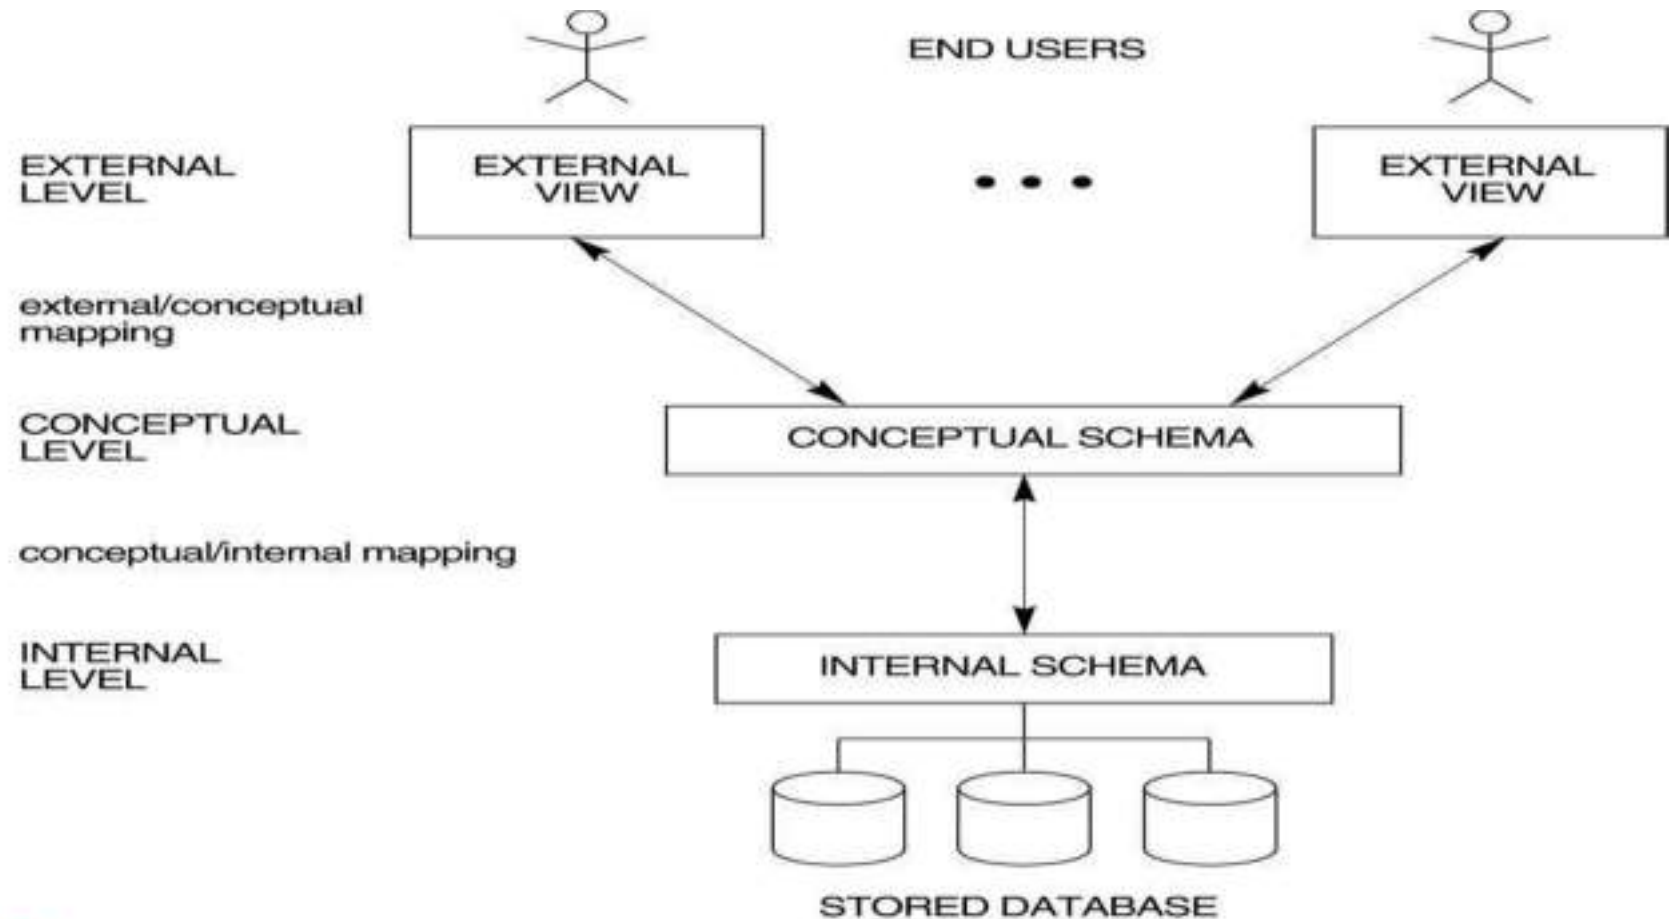 END USERS
EXTERNAL
LEVEL
EXTERNAL
VIEW
EXTERNAL
VIEW
external/conceptual
mapping
CONCEPTUAL
LEVEL
CONCEPTUAL SCHEMA
conceptual/internal mapping
INTERNAL
LEVEL
INTERNAL SCHEMA
STORED DATABASE